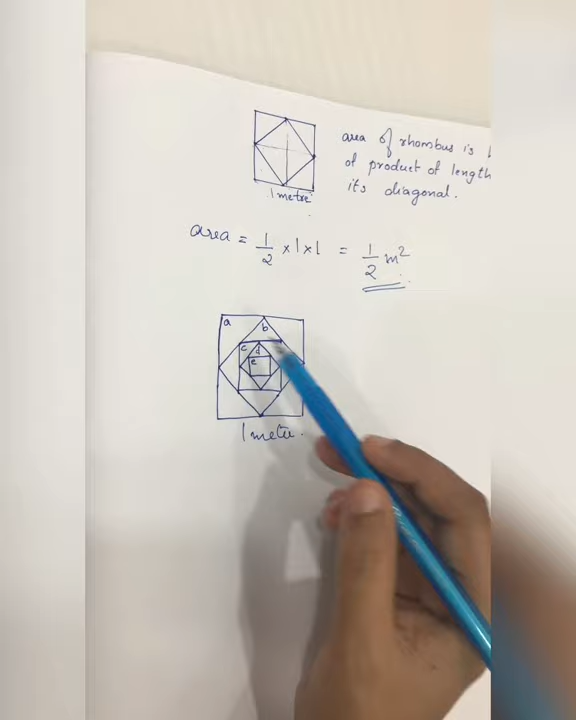 area of rhombus is
of product of length
its diagonal.
1 metre
area = 1/2 × 1 × 1 = 1/2 m²
a
b
c
d
e
1 metre.